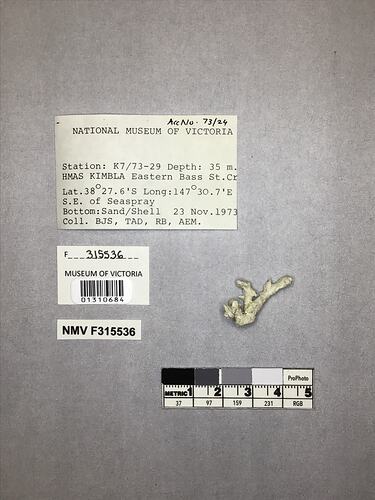 Acc No. 73/24
NATIONAL MUSEUM OF VICTORIA
Station: K7/73-29 Depth: 35 m.
HMAS KIMBLA Eastern Bass St.Cr
Lat.38°27.6'S Long:147°30.7'E
S.E. of Seaspray
Bottom:Sand/Shell 23 Nov.1973
Coll. BJS, TAD, RB, AEM.
F 315536
MUSEUM OF VICTORIA
01310684
NMV F315536
ProPhoto
METRIC 1 2 3 4 5
37 97 159 231 RGB